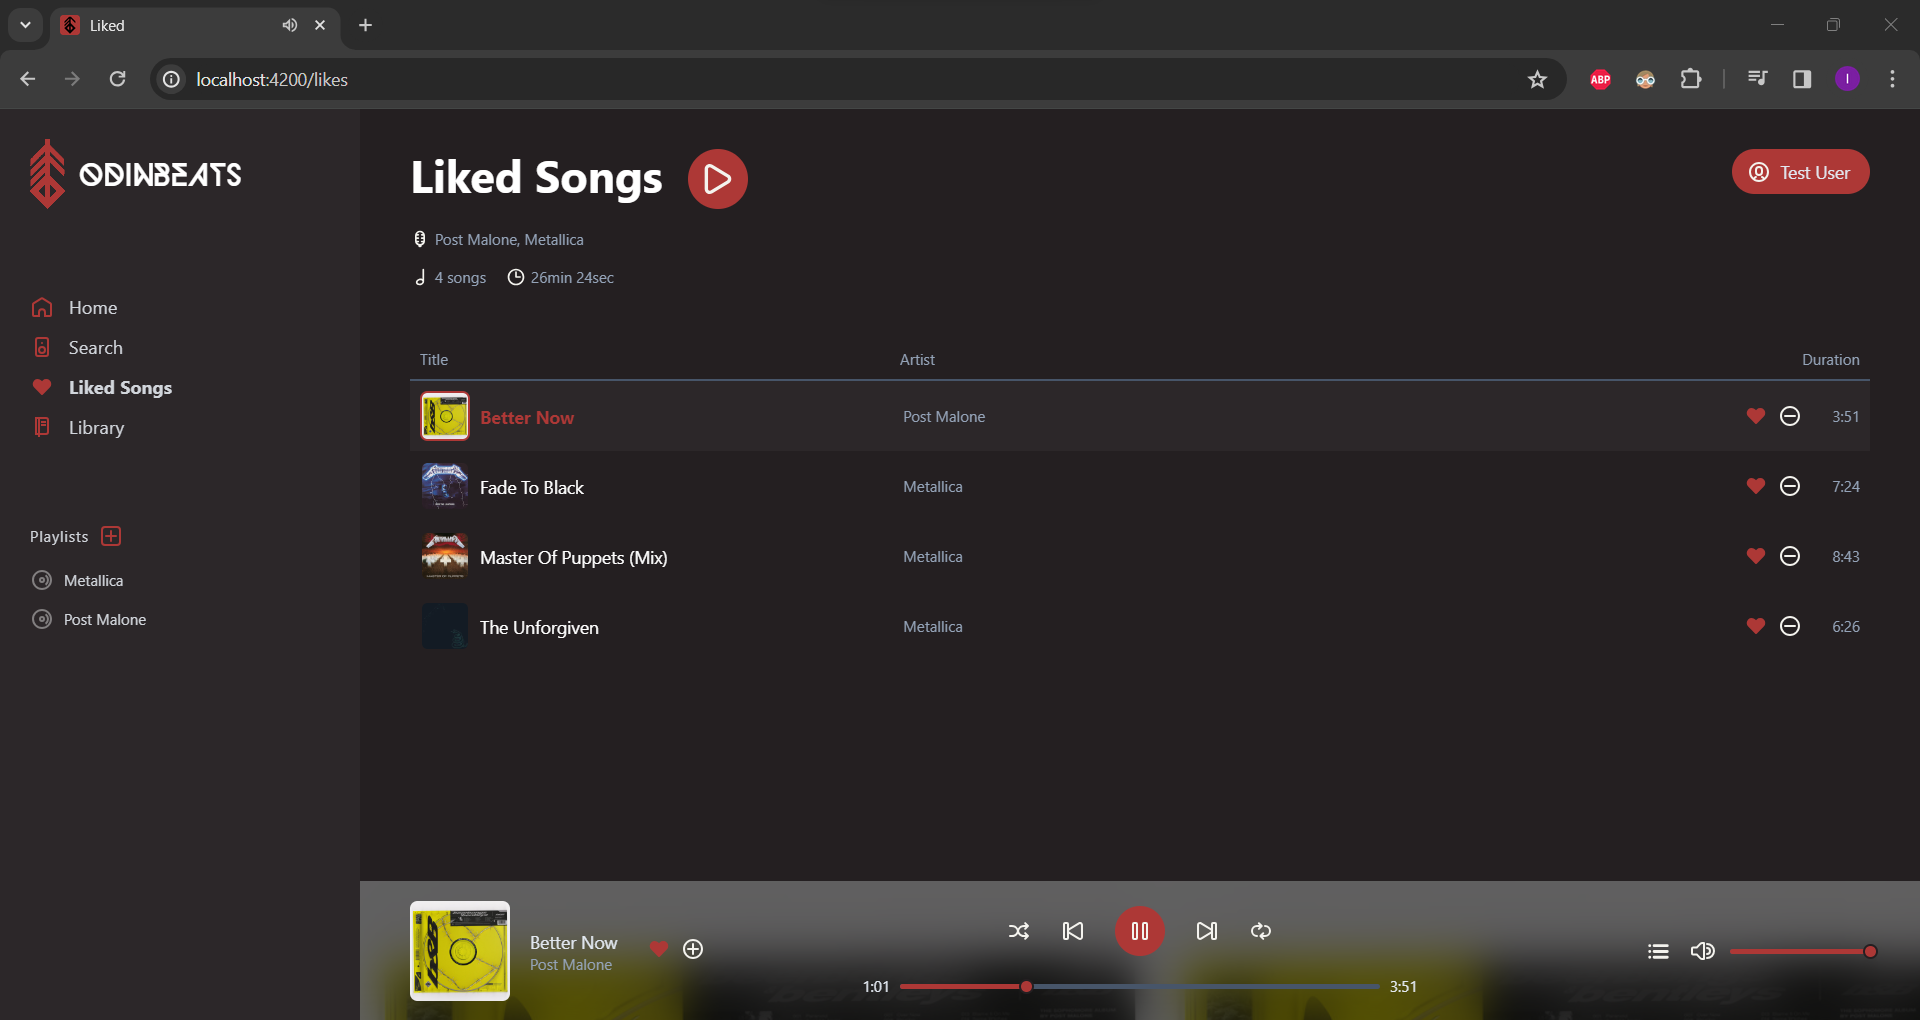 Liked
localhost:4200/likes
ABP
I
ODINBEATS
Home
Search
Liked Songs
Library
Playlists
Metallica
Post Malone
Liked Songs
Test User
Post Malone, Metallica
4 songs 26min 24sec
Title Artist Duration
Better Now Post Malone 3:51
Fade To Black Metallica 7:24
Master Of Puppets (Mix) Metallica 8:43
The Unforgiven Metallica 6:26
Better Now
Post Malone
1:01 3:51